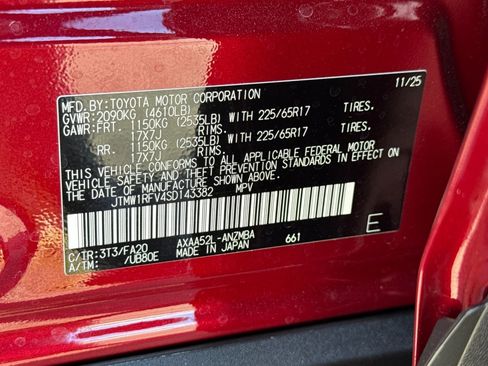 MFD.BY:TOYOTA MOTOR CORPORATION 11/25
GVWR:2090KG (4610LB)
GAWR:FRT. 1150KG (2535LB) WITH 225/65R17 TIRES.
17X7J RIMS.
RR. 1150KG (2535LB) WITH 225/65R17 TIRES.
17X7J RIMS.
THIS VEHICLE CONFORMS TO ALL APPLICABLE FEDERAL MOTOR
VEHICLE SAFETY AND THEFT PREVENTION STANDARDS IN EFFECT ON
THE DATE OF MANUFACTURE SHOWN ABOVE.
JTMW1RFV4SD143382 MPV
E
C/TR:3T3/FA20 AXAA52L-ANZMBA 661
A/TM: /UB80E MADE IN JAPAN